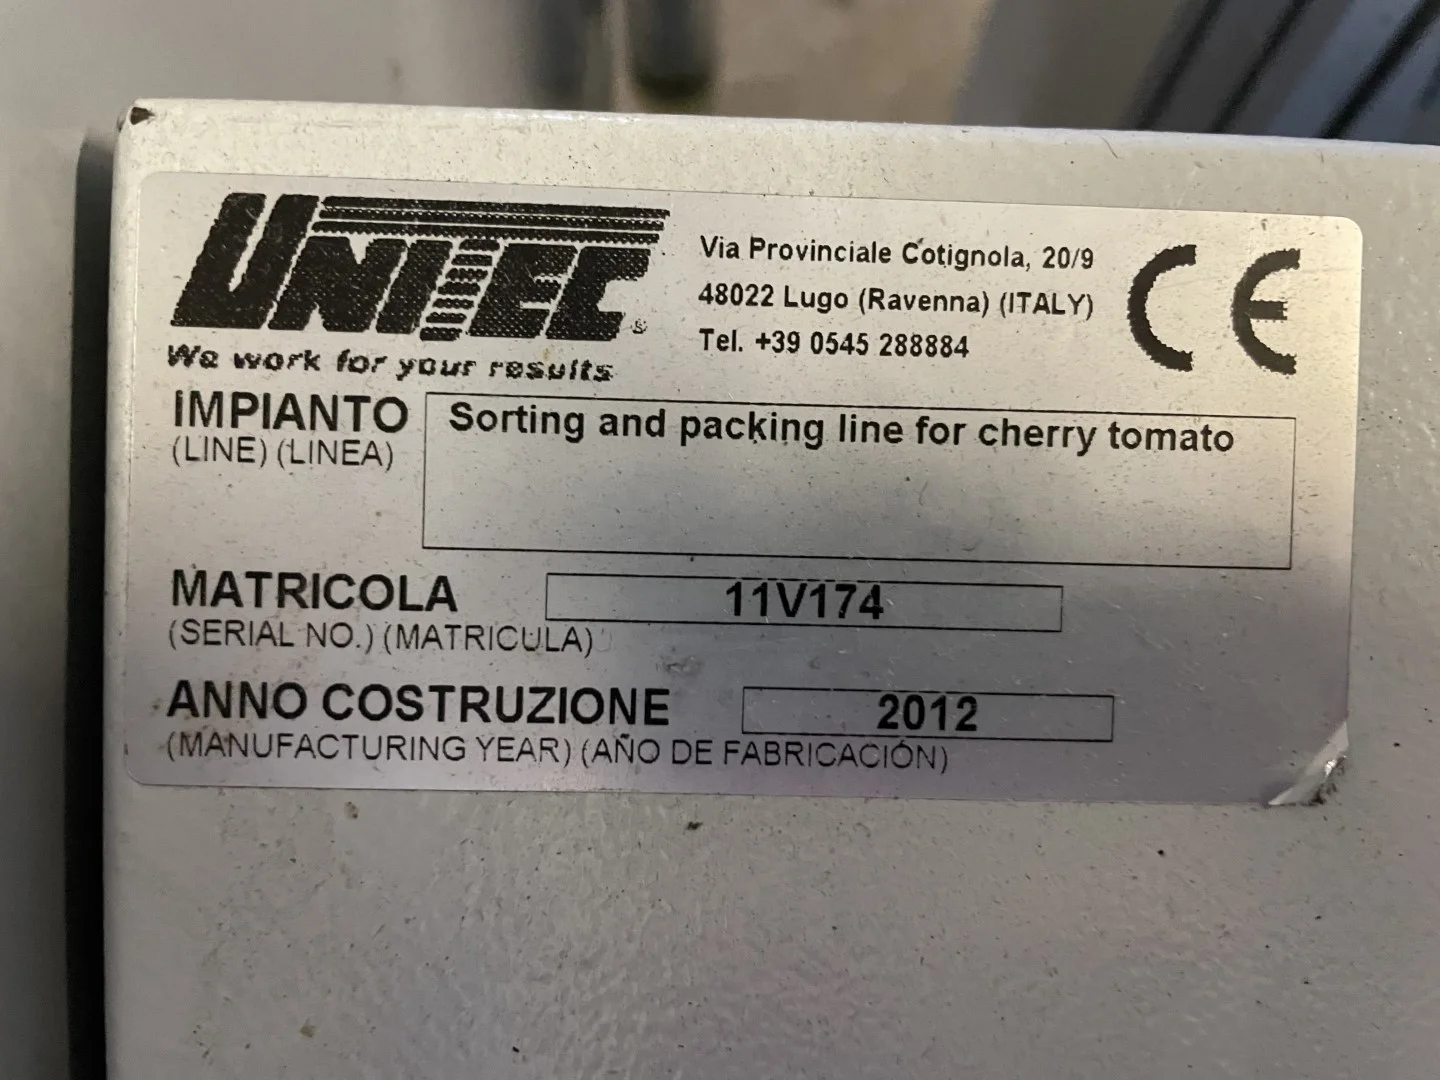 UNITEC®
We work for your results
Via Provinciale Cotignola, 20/9
48022 Lugo (Ravenna) (ITALY)
Tel. +39 0545 288884
CE
IMPIANTO
(LINE) (LINEA)
Sorting and packing line for cherry tomato
MATRICOLA
(SERIAL NO.) (MATRICULA)
11V174
ANNO COSTRUZIONE
(MANUFACTURING YEAR) (AÑO DE FABRICACIÓN)
2012